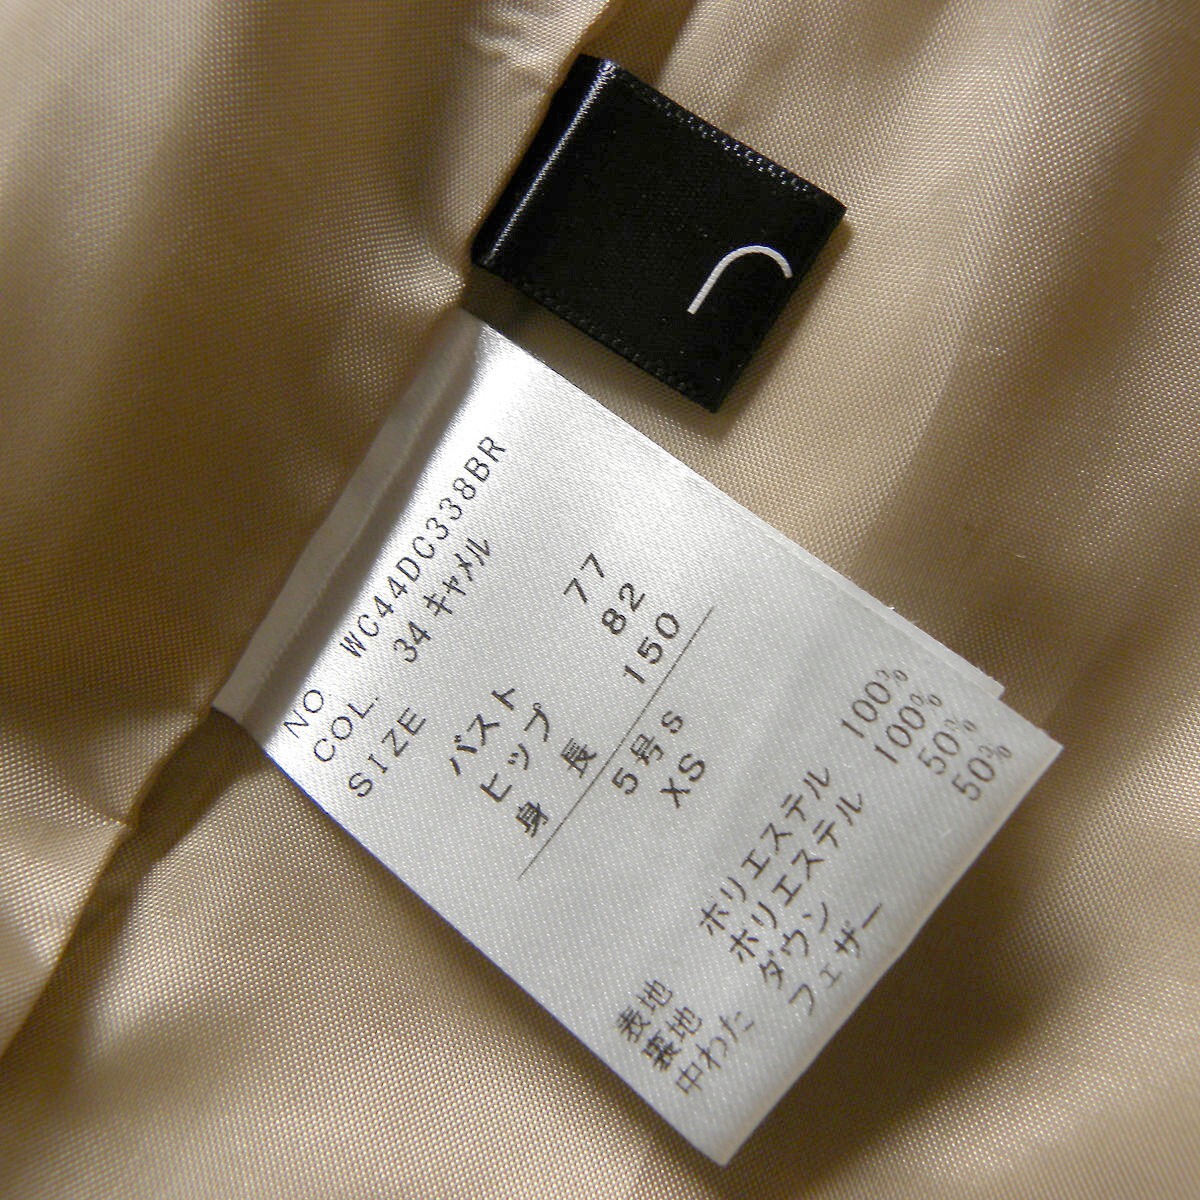 NO WC44DC338BR
COL. 34 キャメル
SIZE
バスト 77
ヒップ 82
身長 150
5号 S
XS
表地 ポリエステル 100%
裏地 ポリエステル 100%
中わた ダウン 50%
フェザー 50%